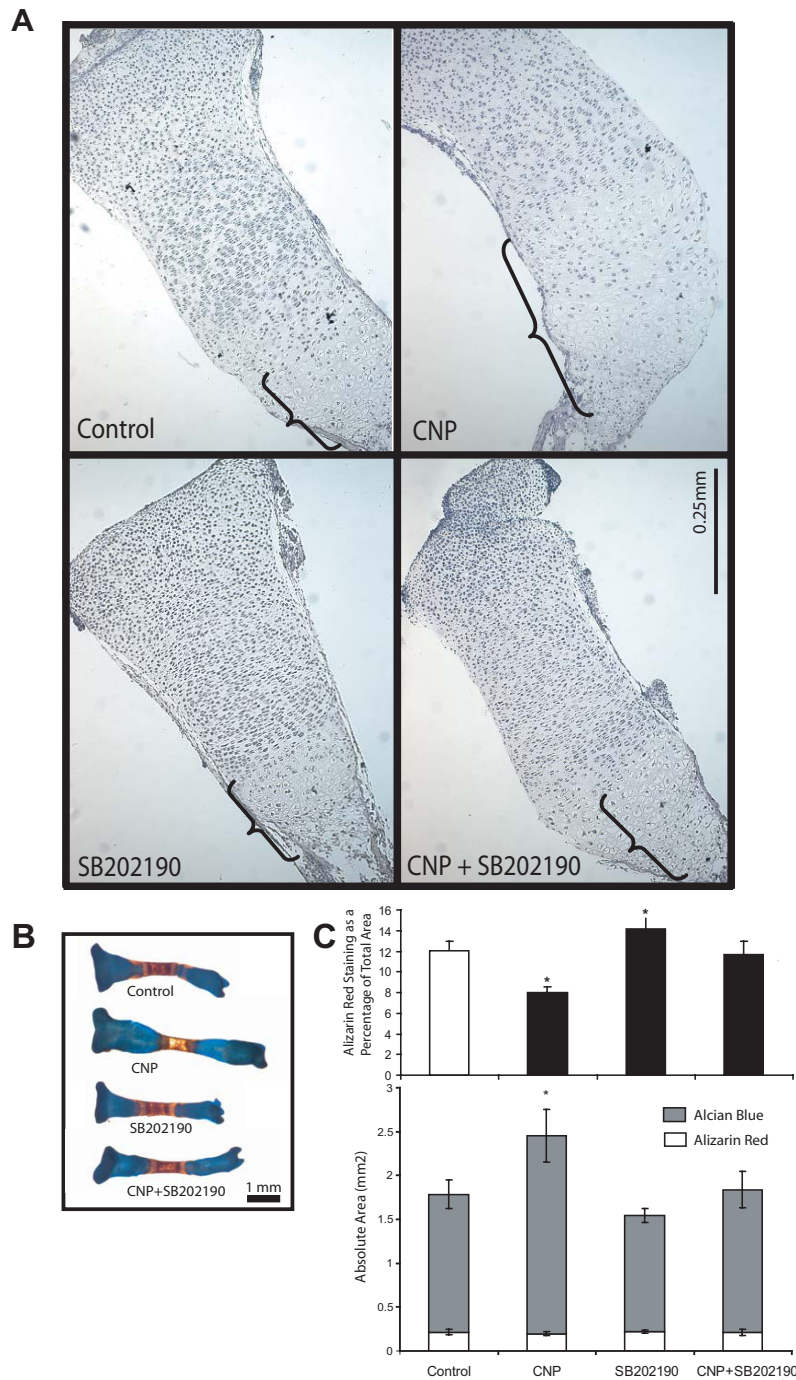 A
Control
CNP
SB202190
CNP + SB202190
0.25mm
B
Control
CNP
SB202190
CNP+SB202190
1 mm
C
Alizarin Red Staining as a
Percentage of Total Area
16
14
12
10
8
6
4
2
0
*
*
Absolute Area (mm2)
3
2.5
2
1.5
1
0.5
0
*
Alcian Blue
Alizarin Red
Control
CNP
SB202190
CNP+SB202190